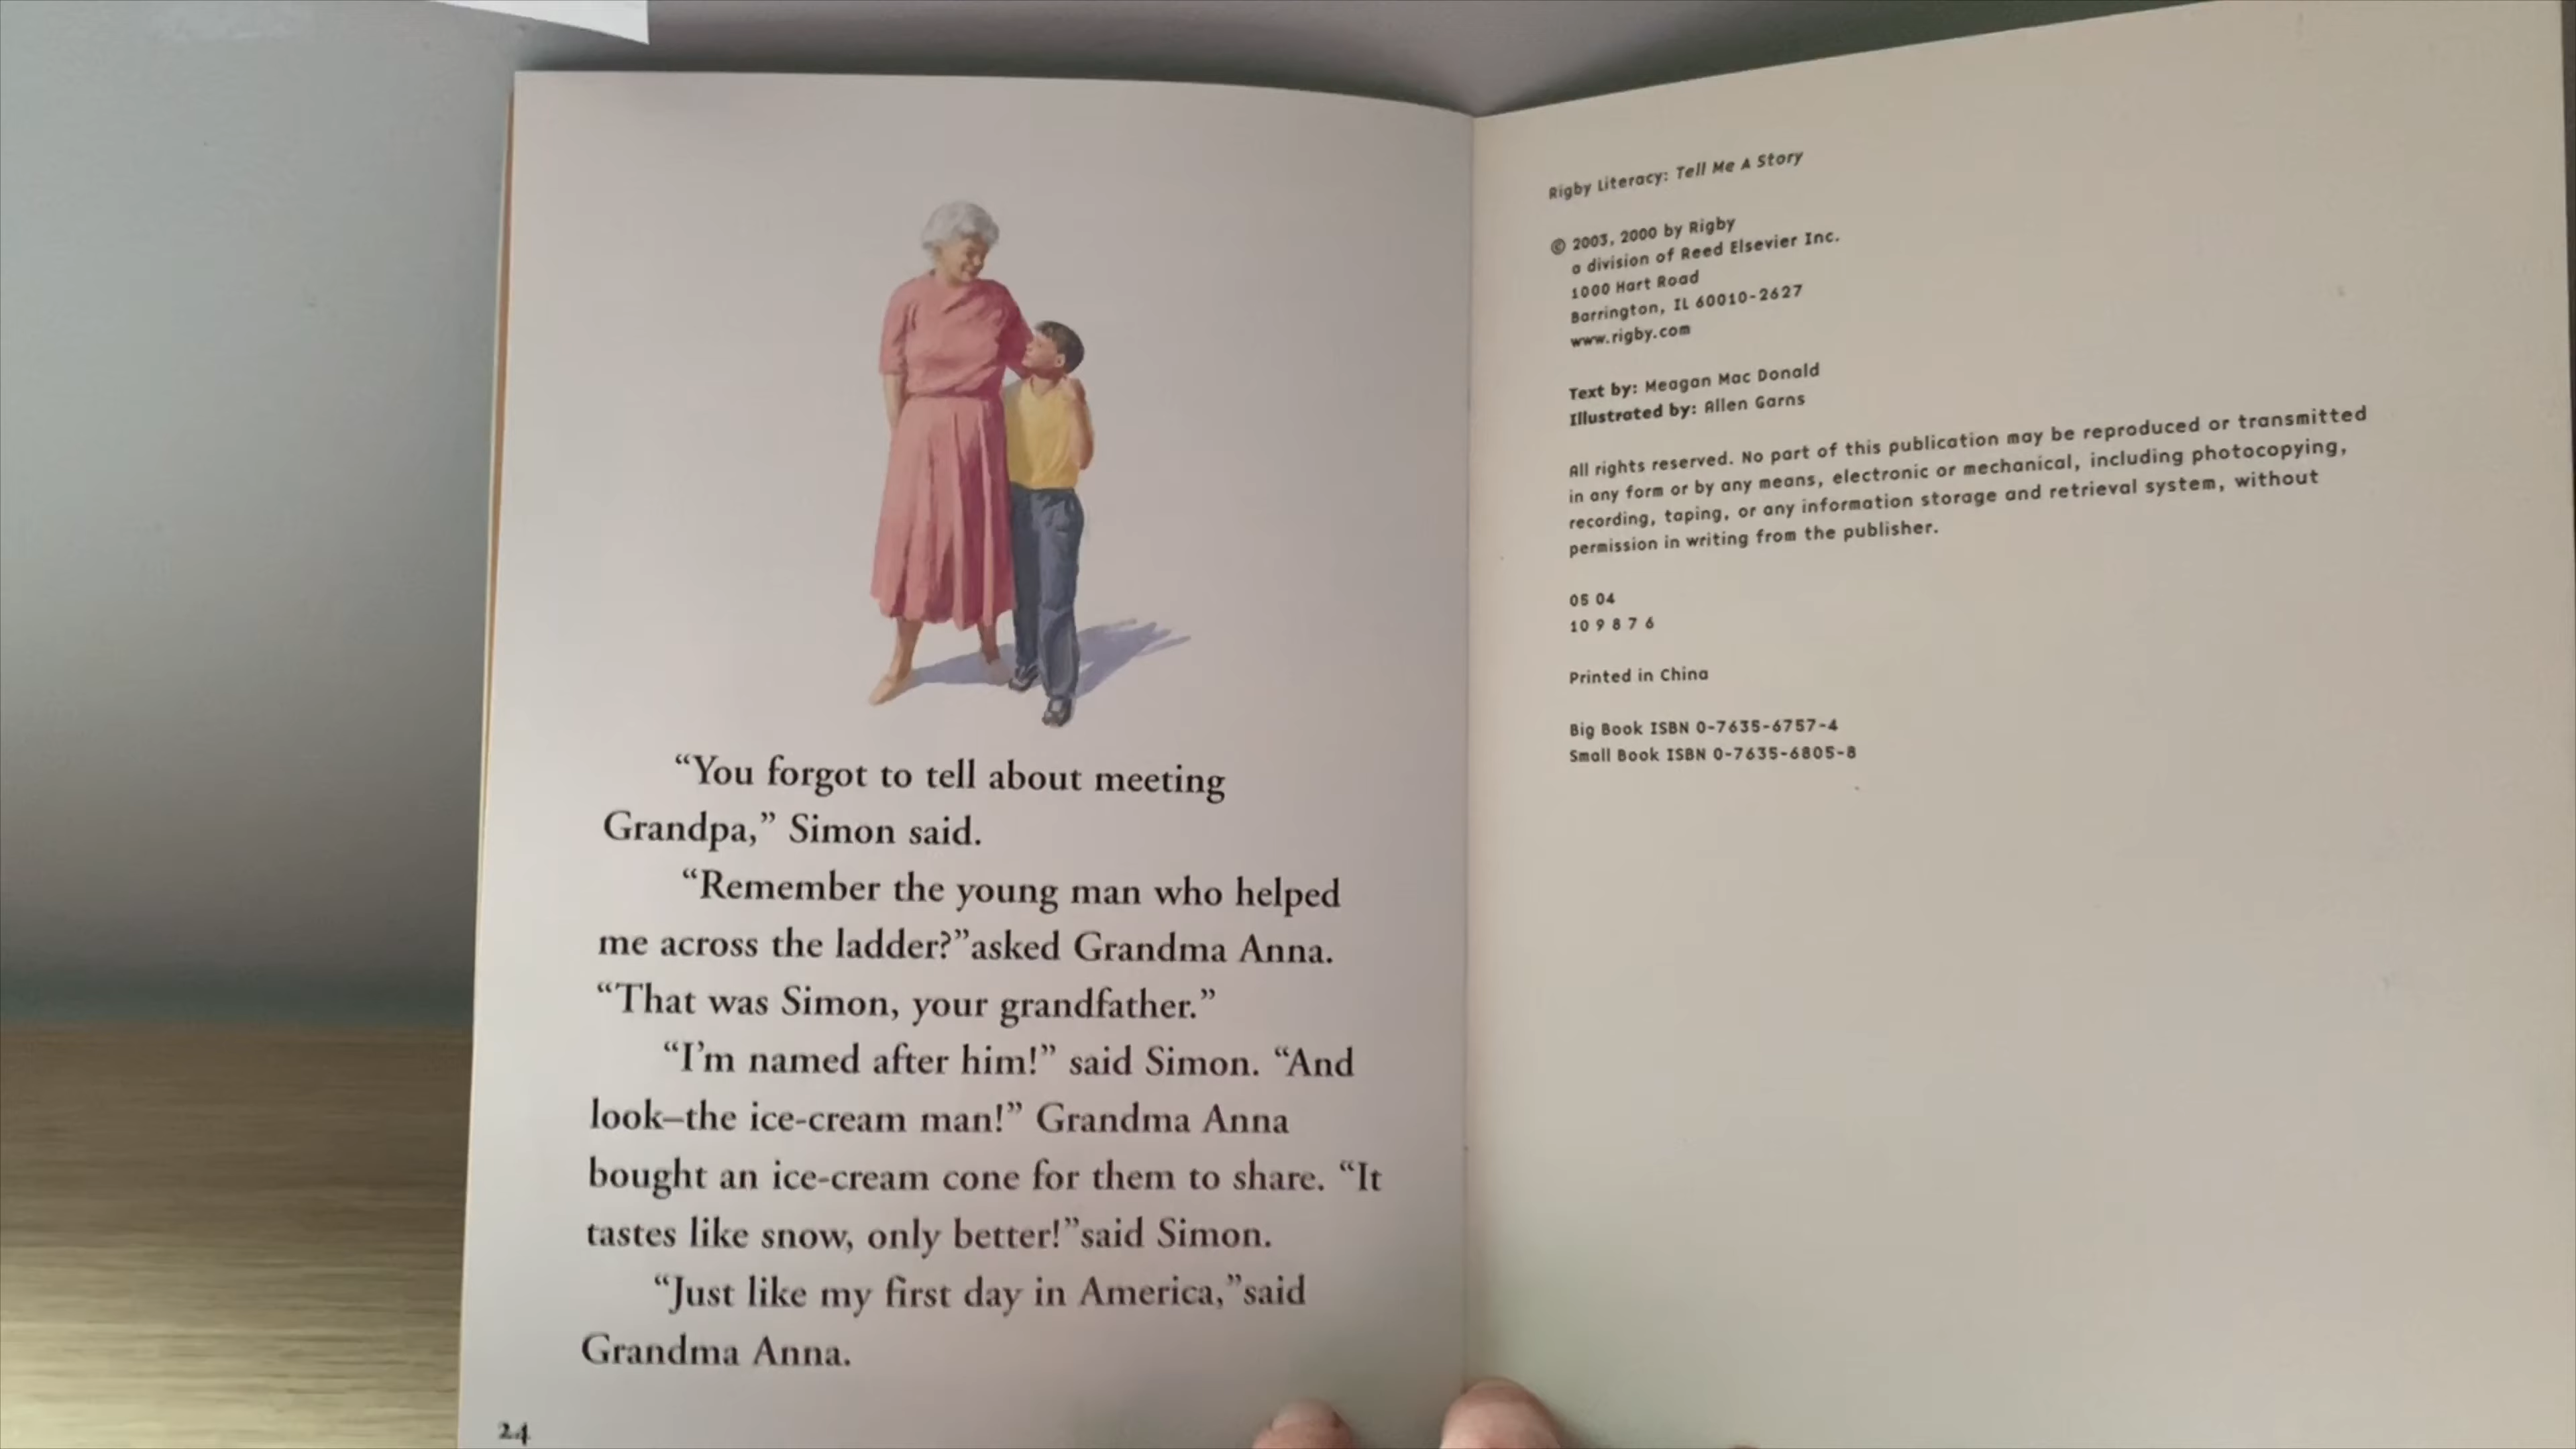 “You forgot to tell about meeting
Grandpa,” Simon said.
“Remember the young man who helped
me across the ladder?”asked Grandma Anna.
“That was Simon, your grandfather.”
“I’m named after him!” said Simon. “And
look–the ice-cream man!” Grandma Anna
bought an ice-cream cone for them to share. “It
tastes like snow, only better!”said Simon.
“Just like my first day in America,”said
Grandma Anna.
24
Rigby Literacy: Tell Me A Story
© 2003, 2000 by Rigby
a division of Reed Elsevier Inc.
1000 Hart Road
Barrington, IL 60010-2627
www.rigby.com
Text by: Meagan Mac Donald
Illustrated by: Allen Garns
All rights reserved. No part of this publication may be reproduced or transmitted
in any form or by any means, electronic or mechanical, including photocopying,
recording, taping, or any information storage and retrieval system, without
permission in writing from the publisher.
05 04
10 9 8 7 6
Printed in China
Big Book ISBN 0-7635-6757-4
Small Book ISBN 0-7635-6805-8